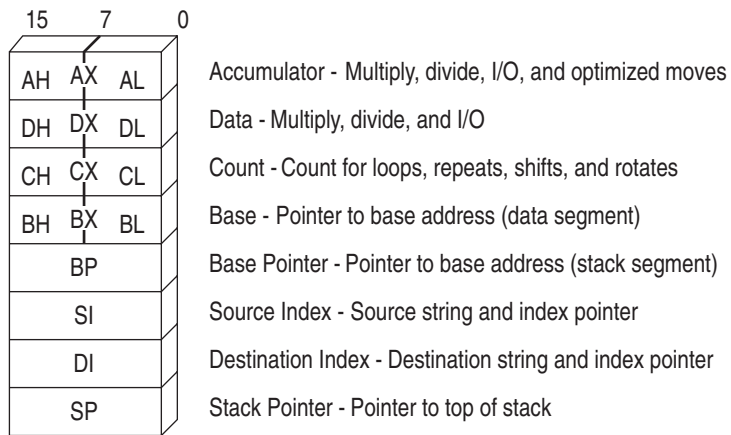 15 7 0
AH AX AL Accumulator - Multiply, divide, I/O, and optimized moves
DH DX DL Data - Multiply, divide, and I/O
CH CX CL Count - Count for loops, repeats, shifts, and rotates
BH BX BL Base - Pointer to base address (data segment)
BP Base Pointer - Pointer to base address (stack segment)
SI Source Index - Source string and index pointer
DI Destination Index - Destination string and index pointer
SP Stack Pointer - Pointer to top of stack